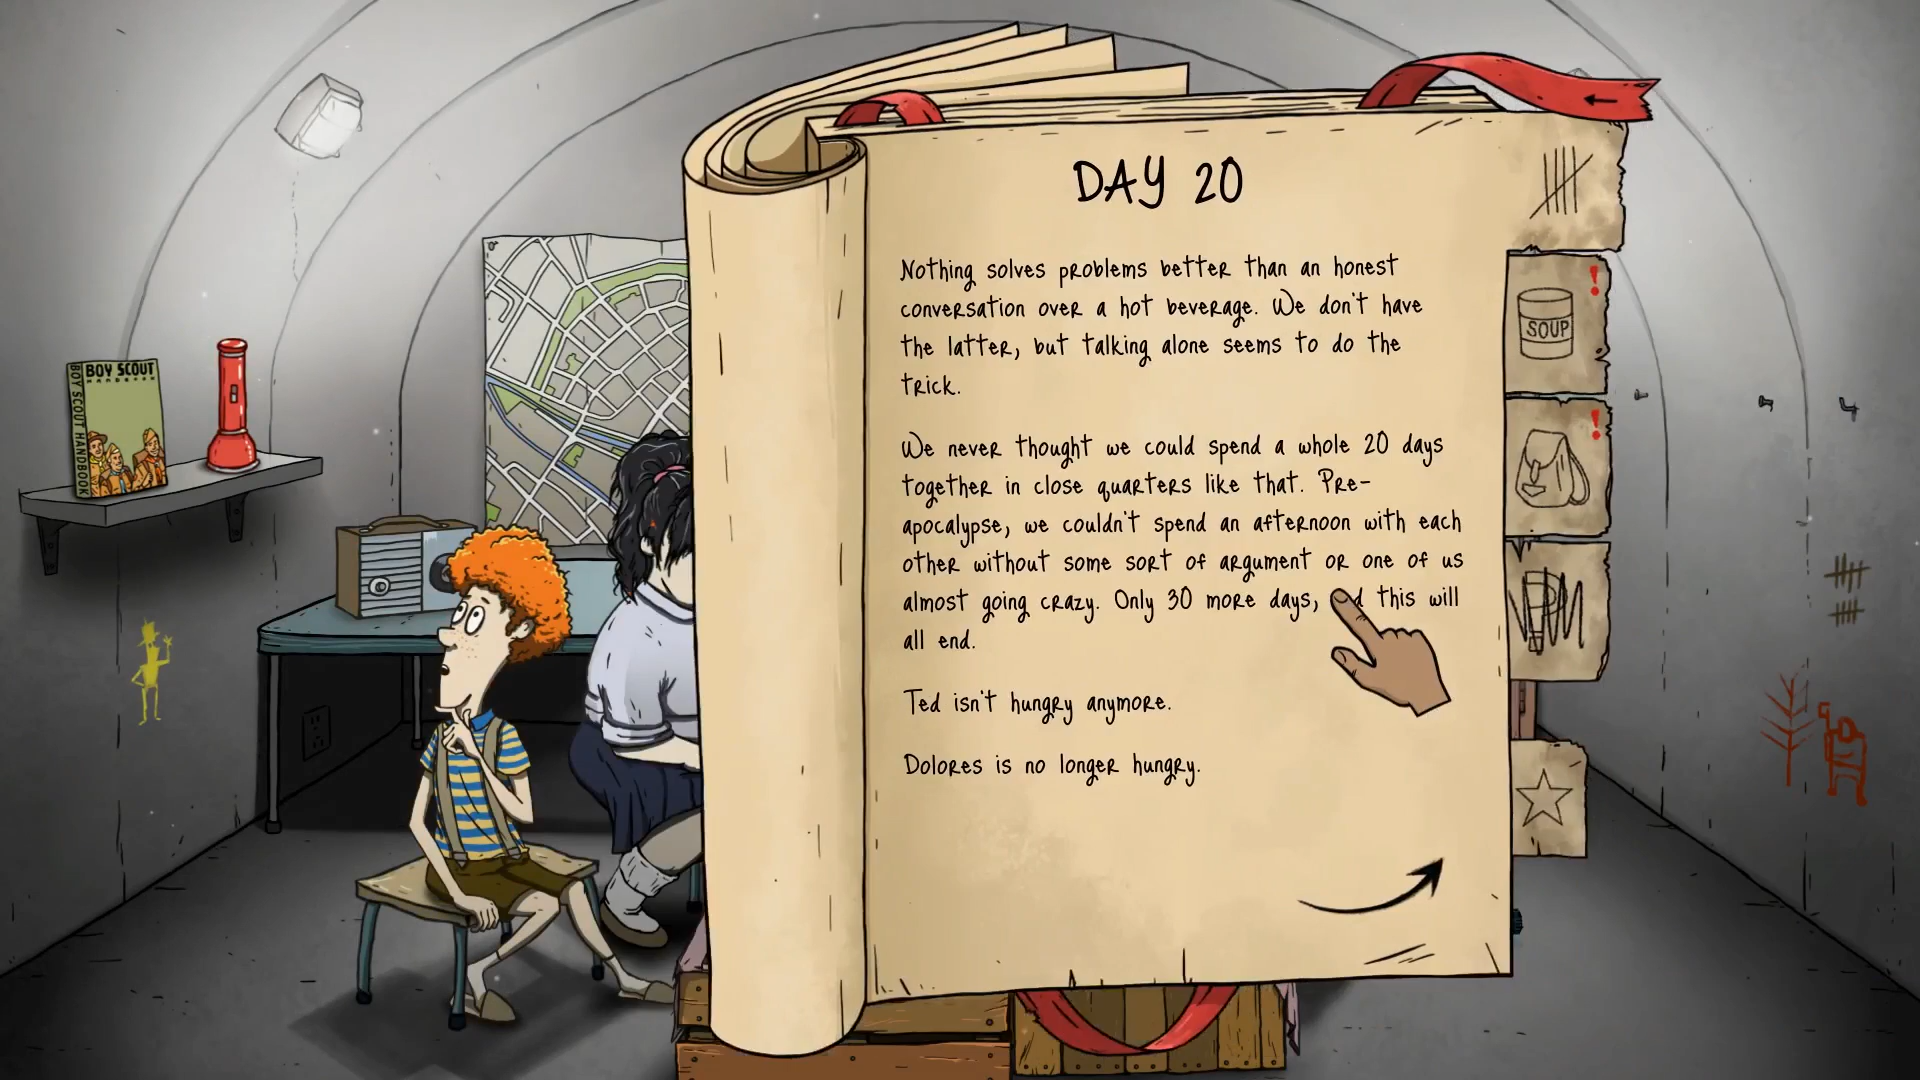 DAY 20
Nothing solves problems better than an honest
conversation over a hot beverage. We don't have
the latter, but talking alone seems to do the
trick.
We never thought we could spend a whole 20 days
together in close quarters like that. Pre-
apocalypse, we couldn't spend an afternoon with each
other without some sort of argument or one of us
almost going crazy. Only 30 more days, this will
all end.
Ted isn't hungry anymore.
Dolores is no longer hungry.
BOY SCOUT
HANDBOOK
BOY SCOUT HANDBOOK
!
SOUP
!